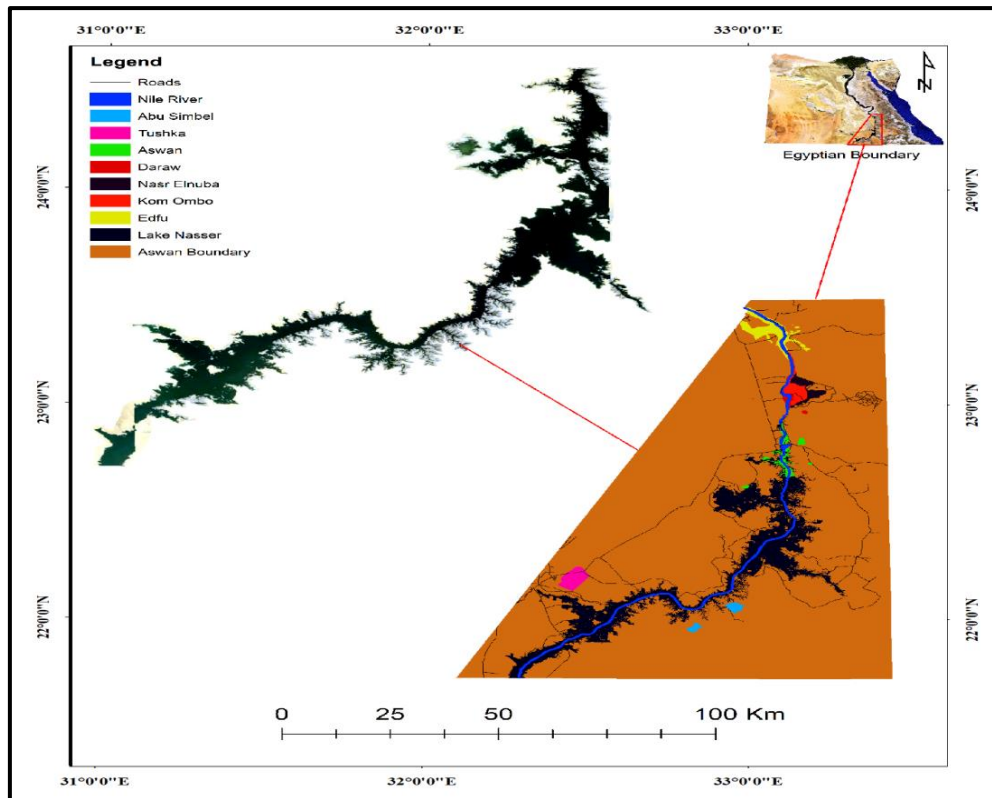 31°0'0"E
32°0'0"E
33°0'0"E
Legend
Roads
Nile River
Abu Simbel
Tushka
Aswan
Daraw
Nasr Elnuba
Kom Ombo
Edfu
Lake Nasser
Aswan Boundary
N
Egyptian Boundary
24°0'0"N
24°0'0"N
23°0'0"N
23°0'0"N
22°0'0"N
22°0'0"N
0 25 50 100 Km
31°0'0"E
32°0'0"E
33°0'0"E